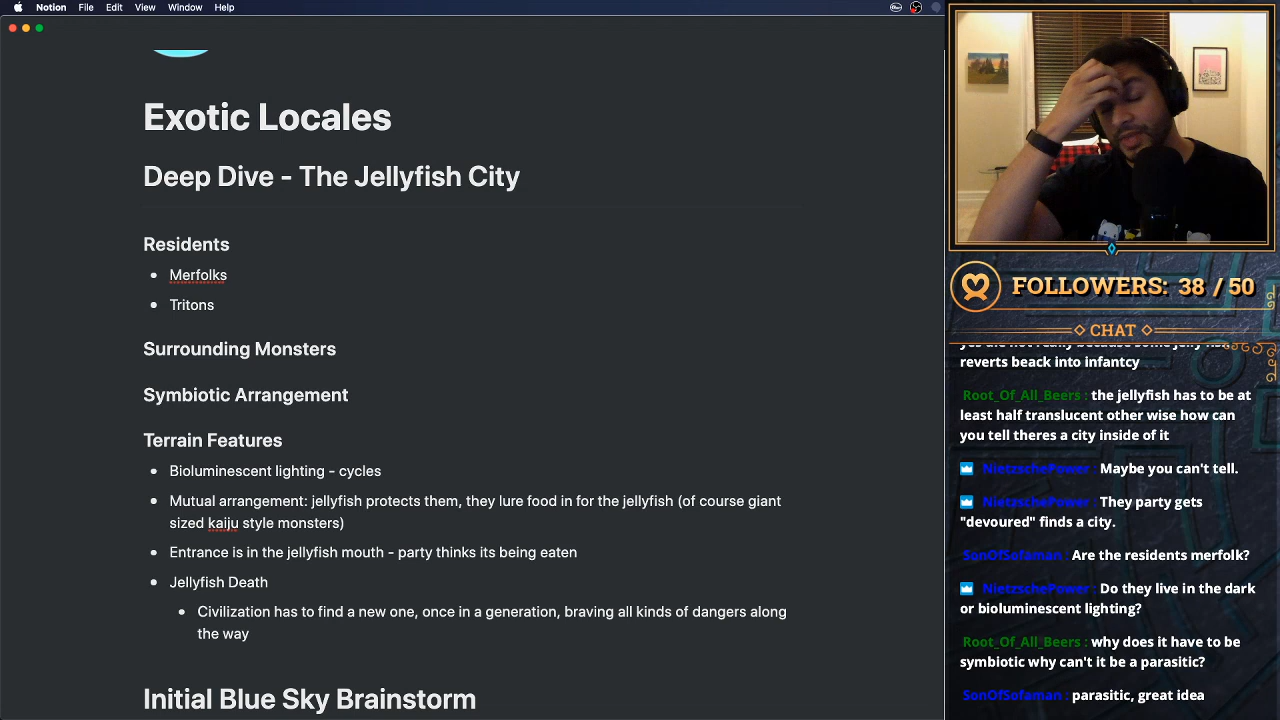 Notion File Edit View Window Help
Exotic Locales
Deep Dive - The Jellyfish City
Residents
Merfolks
Tritons
Surrounding Monsters
Symbiotic Arrangement
Terrain Features
Bioluminescent lighting - cycles
Mutual arrangement: jellyfish protects them, they lure food in for the jellyfish (of course giant
sized kaiju style monsters)
Entrance is in the jellyfish mouth - party thinks its being eaten
Jellyfish Death
Civilization has to find a new one, once in a generation, braving all kinds of dangers along
the way
Initial Blue Sky Brainstorm
FOLLOWERS: 38 / 50
CHAT
reverts beack into infantcy
Root_Of_All_Beers : the jellyfish has to be at
least half translucent other wise how can
you tell theres a city inside of it
NietzschePower : Maybe you can't tell.
NietzschePower : They party gets
"devoured" finds a city.
SonOfSofaman : Are the residents merfolk?
NietzschePower : Do they live in the dark
or bioluminescent lighting?
Root_Of_All_Beers : why does it have to be
symbiotic why can't it be a parasitic?
SonOfSofaman : parasitic, great idea